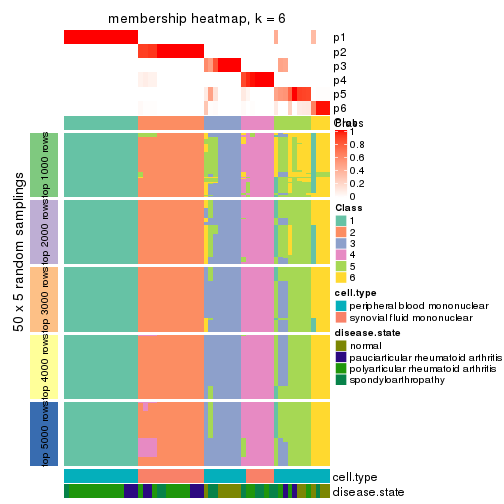 membership heatmap, k = 6
p1
p2
p3
p4
p5
p6
Class
Prob
1
0.8
0.6
0.4
0.2
0
Class
1
2
3
4
5
6
cell.type
peripheral blood mononuclear
synovial fluid mononuclear
disease.state
normal
pauciarticular rheumatoid arthritis
polyarticular rheumatoid arthritis
spondyloarthropathy
50 x 5 random samplings
top 1000 rows
top 2000 rows
top 3000 rows
top 4000 rows
top 5000 rows
cell.type
disease.state